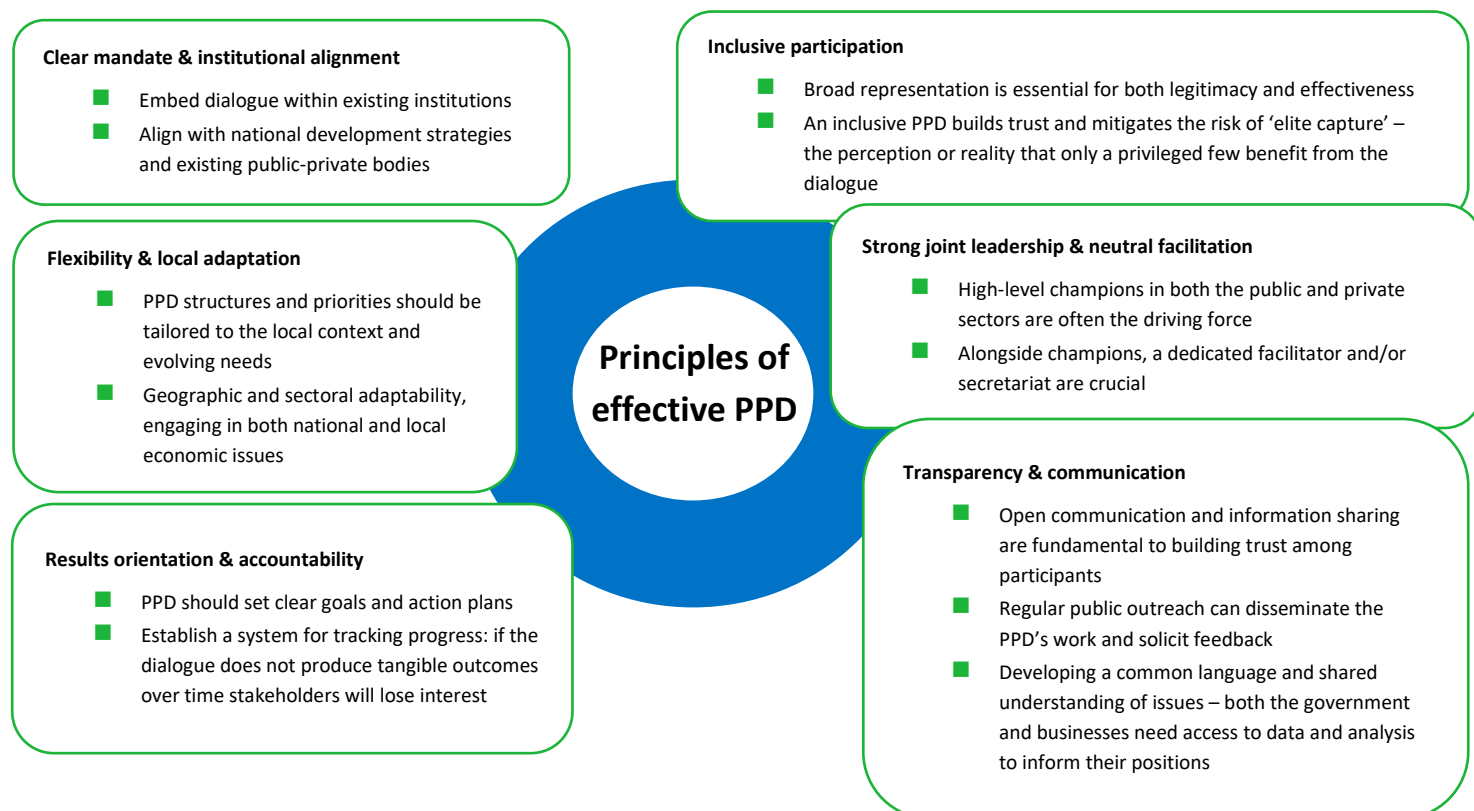 Clear mandate & institutional alignment
Embed dialogue within existing institutions
Align with national development strategies
and existing public-private bodies
Inclusive participation
Broad representation is essential for both legitimacy and effectiveness
An inclusive PPD builds trust and mitigates the risk of ‘elite capture’ –
the perception or reality that only a privileged few benefit from the
dialogue
Flexibility & local adaptation
PPD structures and priorities should be
tailored to the local context and
evolving needs
Geographic and sectoral adaptability,
engaging in both national and local
economic issues
Principles of
effective PPD
Strong joint leadership & neutral facilitation
High-level champions in both the public and private
sectors are often the driving force
Alongside champions, a dedicated facilitator and/or
secretariat are crucial
Results orientation & accountability
PPD should set clear goals and action plans
Establish a system for tracking progress: if the
dialogue does not produce tangible outcomes
over time stakeholders will lose interest
Transparency & communication
Open communication and information sharing
are fundamental to building trust among
participants
Regular public outreach can disseminate the
PPD’s work and solicit feedback
Developing a common language and shared
understanding of issues – both the government
and businesses need access to data and analysis
to inform their positions